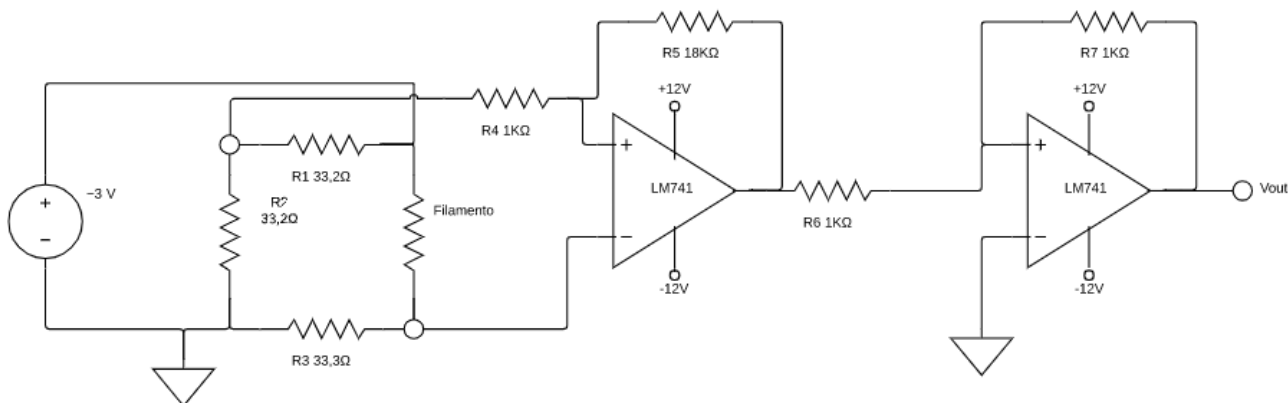 R5 18KΩ
R7 1KΩ
+12V
+12V
R4 1KΩ
+
+
R1 33,2Ω
−3 V
LM741
LM741
Vout
+
R2
33,2Ω
Filamento
R6 1KΩ
−
−
−
-12V
-12V
R3 33,3Ω